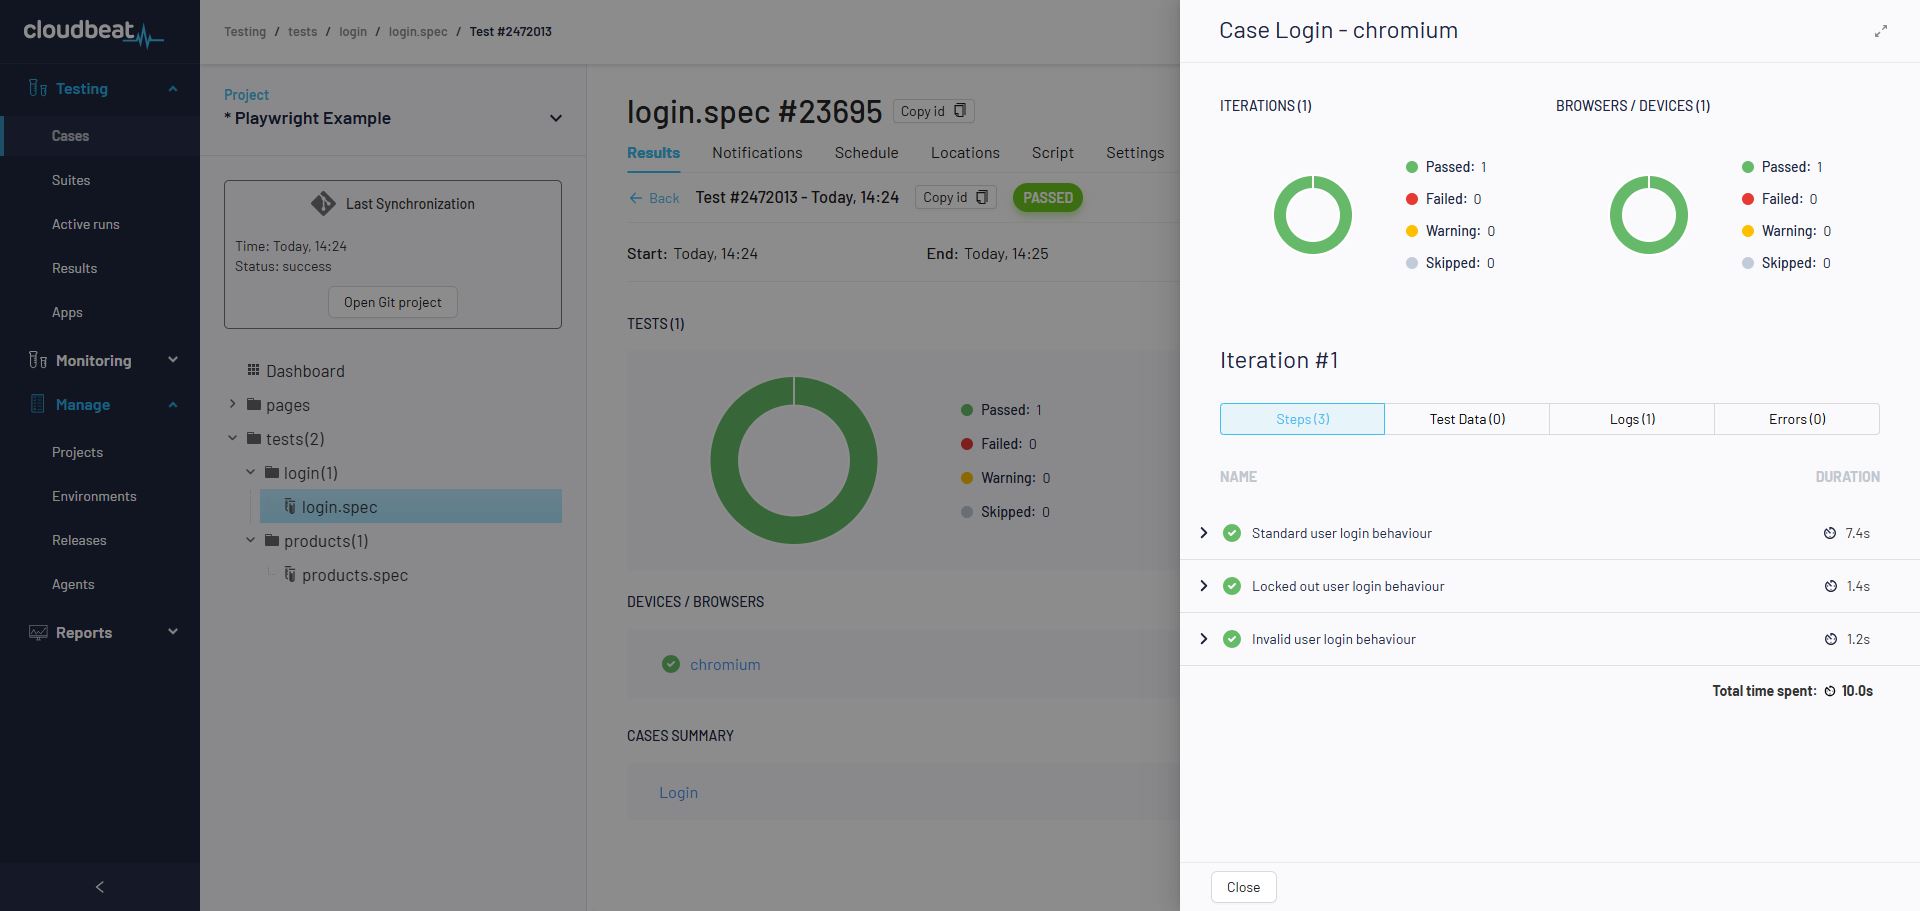 cloudbeat
Testing
Cases
Suites
Active runs
Results
Apps
Monitoring
Manage
Projects
Environments
Releases
Agents
Reports
Testing / tests / login / login.spec / Test #2472013
Project
* Playwright Example
Last Synchronization
Time: Today, 14:24
Status: success
Open Git project
Dashboard
pages
tests(2)
login(1)
login.spec
products(1)
products.spec
login.spec #23695 Copy id
Results Notifications Schedule Locations Script Settings
Back Test #2472013 - Today, 14:24 Copy id PASSED
Start: Today, 14:24 End: Today, 14:25
TESTS (1)
Passed: 1
Failed: 0
Warning: 0
Skipped: 0
DEVICES / BROWSERS
chromium
CASES SUMMARY
Login
Case Login - chromium
ITERATIONS (1) BROWSERS / DEVICES (1)
Passed: 1 Passed: 1
Failed: 0 Failed: 0
Warning: 0 Warning: 0
Skipped: 0 Skipped: 0
Iteration #1
Steps (3) Test Data (0) Logs (1) Errors (0)
NAME DURATION
Standard user login behaviour 7.4s
Locked out user login behaviour 1.4s
Invalid user login behaviour 1.2s
Total time spent: 10.0s
Close